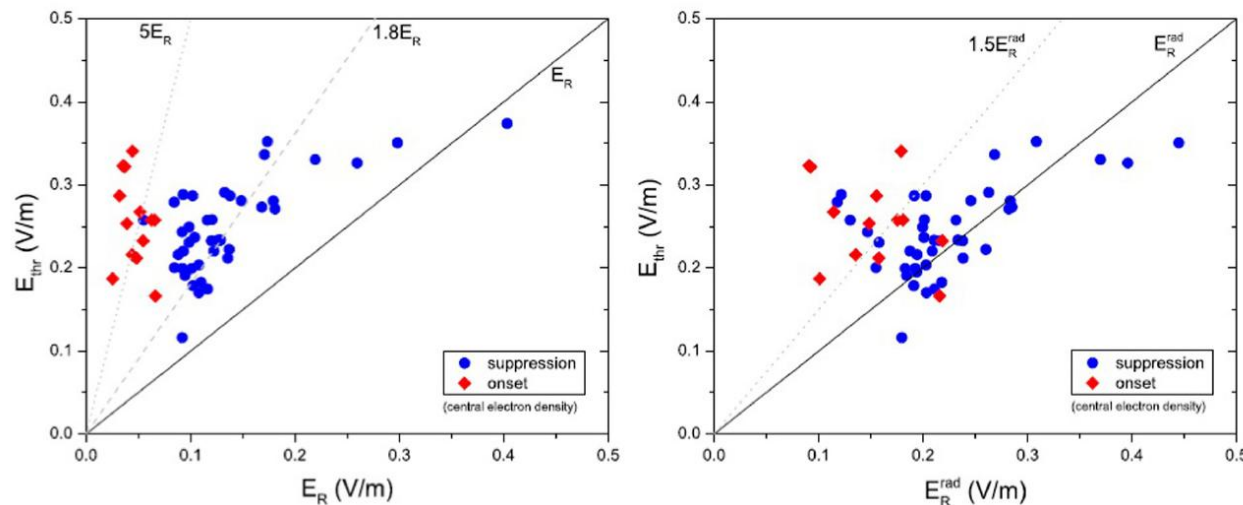 0.5
0.4
0.3
0.2
0.1
0.0
E_thr (V/m)
5E_R
1.8E_R
E_R
suppression
onset
(central electron density)
0.0 0.1 0.2 0.3 0.4 0.5
E_R (V/m)
0.5
0.4
0.3
0.2
0.1
0.0
E_thr (V/m)
1.5E_R^rad
E_R^rad
suppression
onset
(central electron density)
0.0 0.1 0.2 0.3 0.4 0.5
E_R^rad (V/m)